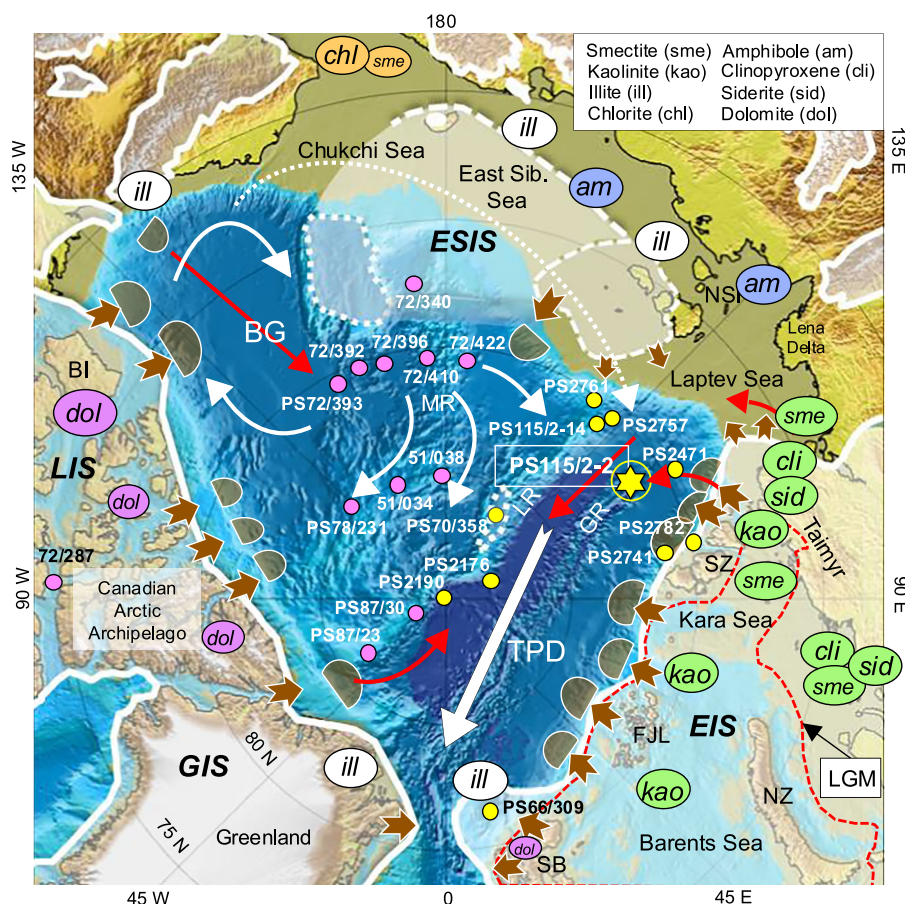 180
Smectite (sme) Amphibole (am)
Kaolinite (kao) Clinopyroxene (cli)
Illite (ill) Siderite (sid)
Chlorite (chl) Dolomite (dol)
chl
sme
135 W
135 E
ill
Chukchi Sea
ill
East Sib.
Sea
am
ESIS
ill
am
NSI
72/340
Lena
Delta
BG
72/396
72/422
72/392
72/410
PS72/393
MR
BI
dol
Laptev Sea
PS2761
sme
PS115/2-14
PS2757
LIS
PS115/2-2
PS2471
cli
sid
dol
51/038
51/034
LR
GR
PS78/231
PS70/358
PS2782
kao
Taimyr
PS2741
SZ
72/287
PS2176
sme
90 W
90 E
Canadian
Arctic
Archipelago
PS2190
PS87/30
PS87/23
Kara Sea
dol
TPD
cli
sid
sme
kao
FJL
EIS
80 N
GIS
ill
ill
LGM
75 N
kao
NZ
PS66/309
Greenland
Barents Sea
dol
SB
45 W
0
45 E